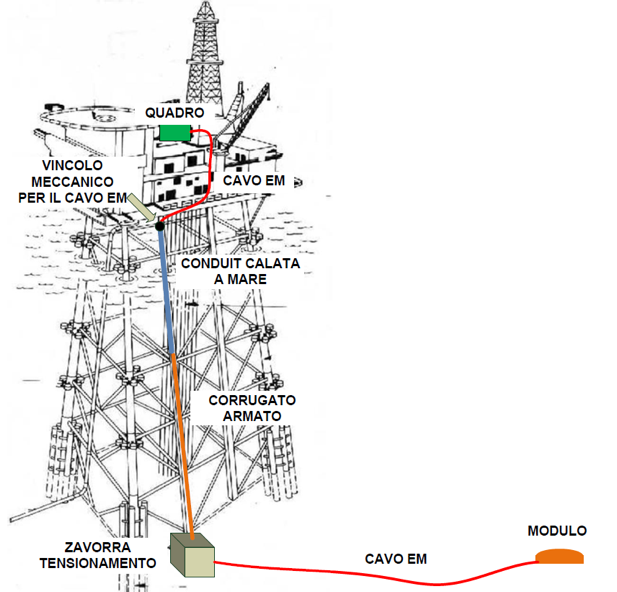 QUADRO
VINCOLO
MECCANICO
PER IL CAVO EM
CAVO EM
CONDUIT CALATA
A MARE
CORRUGATO
ARMATO
ZAVORRA
TENSIONAMENTO
CAVO EM
MODULO